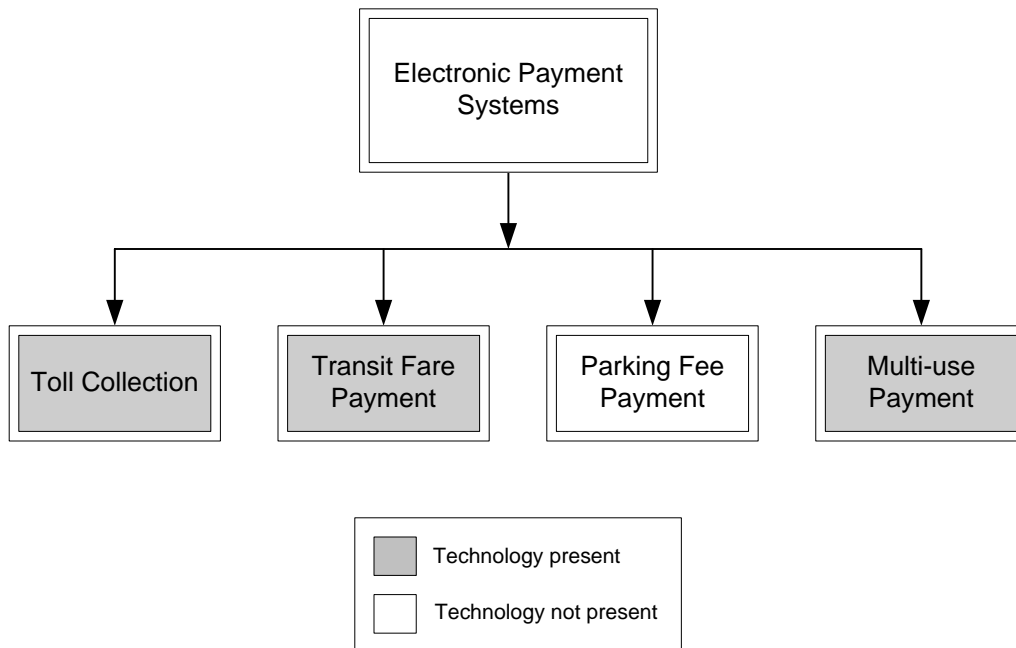 Electronic Payment
Systems
Toll Collection
Transit Fare
Payment
Parking Fee
Payment
Multi-use
Payment
Technology present
Technology not present